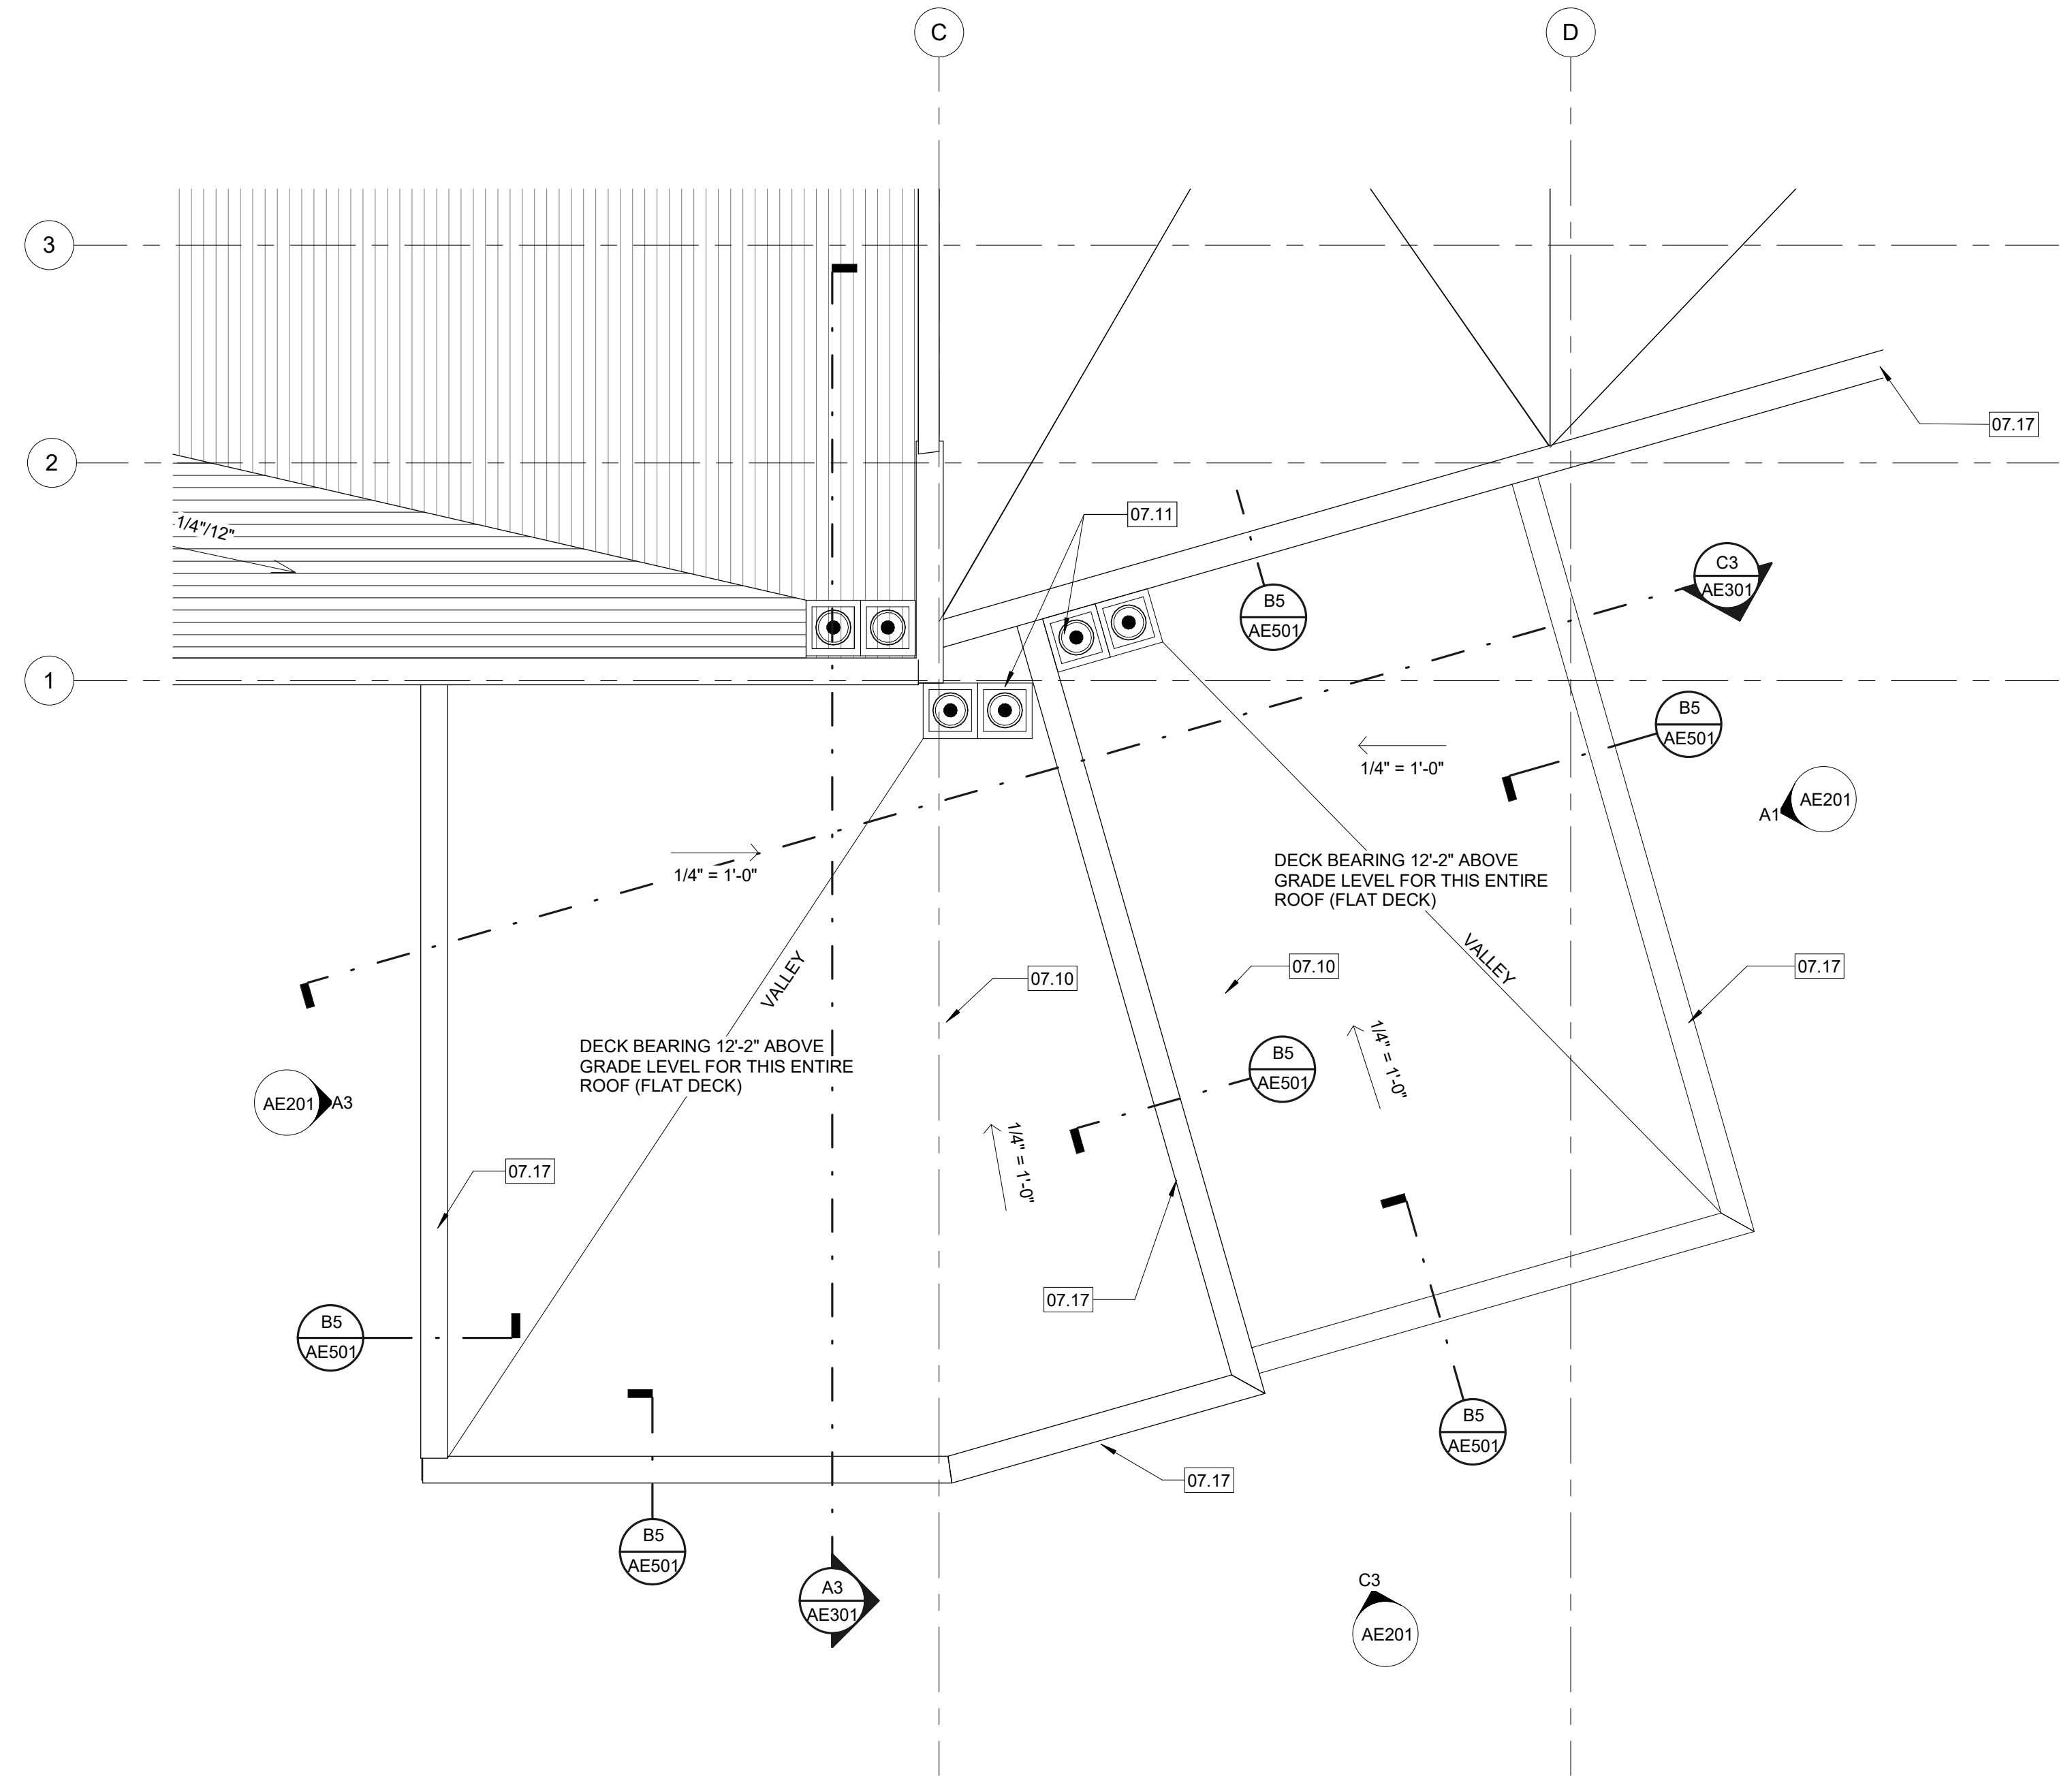 C
D
3
07.17
2
1/4"/12"
07.11
C3
AE301
B5
AE501
1
B5
AE501
1/4" = 1'-0"
AE201
A1
1/4" = 1'-0"
DECK BEARING 12'-2" ABOVE
GRADE LEVEL FOR THIS ENTIRE
ROOF (FLAT DECK)
VALLEY
VALLEY
07.10
07.10
07.17
DECK BEARING 12'-2" ABOVE
GRADE LEVEL FOR THIS ENTIRE
ROOF (FLAT DECK)
1/4" = 1'-0"
B5
AE501
AE201
A3
1/4" = 1'-0"
07.17
07.17
B5
AE501
B5
AE501
07.17
B5
AE501
A3
AE301
C3
AE201